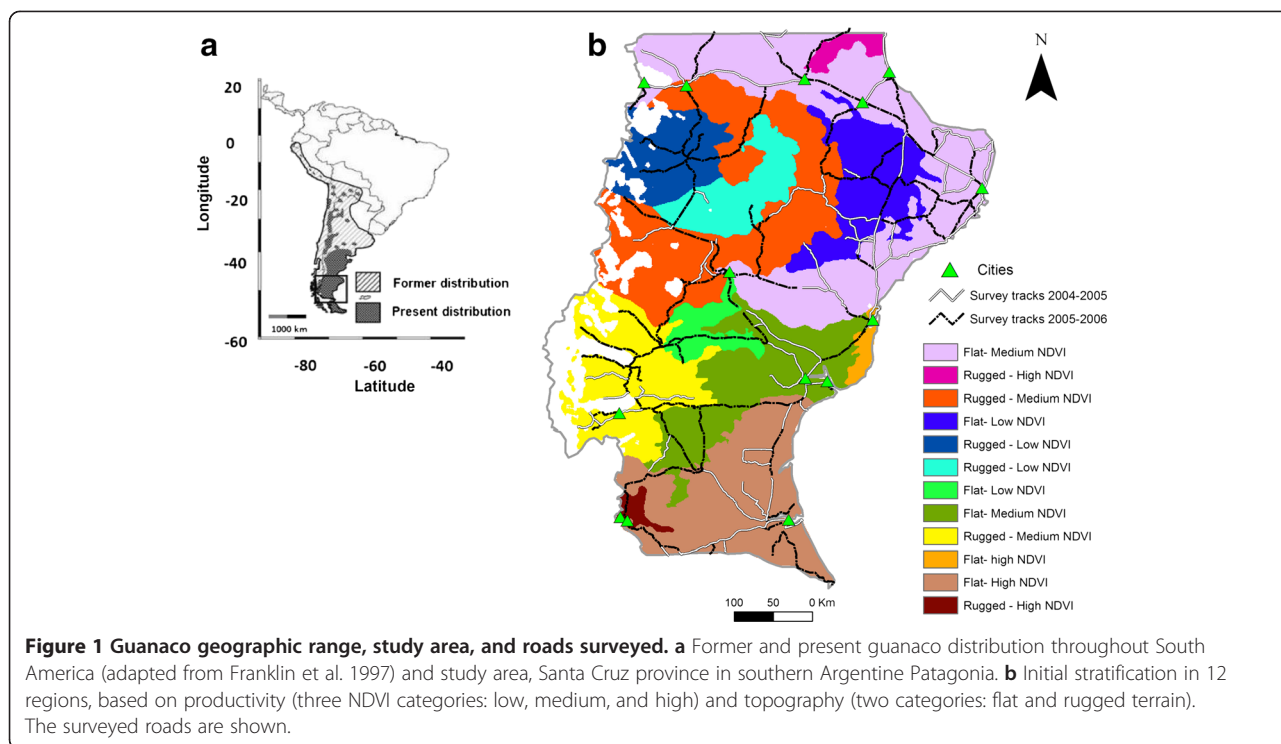 a
b
N
20
0
-20
-40
-60
Longitude
Former distribution
Present distribution
1000 km
-80
-60
-40
Latitude
Cities
Survey tracks 2004-2005
Survey tracks 2005-2006
Flat- Medium NDVI
Rugged - High NDVI
Rugged - Medium NDVI
Flat- Low NDVI
Rugged - Low NDVI
Rugged - Low NDVI
Flat- Low NDVI
Flat- Medium NDVI
Rugged - Medium NDVI
Flat- high NDVI
Flat- High NDVI
Rugged - High NDVI
100 50 0 Km
Figure 1 Guanaco geographic range, study area, and roads surveyed. a Former and present guanaco distribution throughout South
America (adapted from Franklin et al. 1997) and study area, Santa Cruz province in southern Argentine Patagonia. b Initial stratification in 12
regions, based on productivity (three NDVI categories: low, medium, and high) and topography (two categories: flat and rugged terrain).
The surveyed roads are shown.